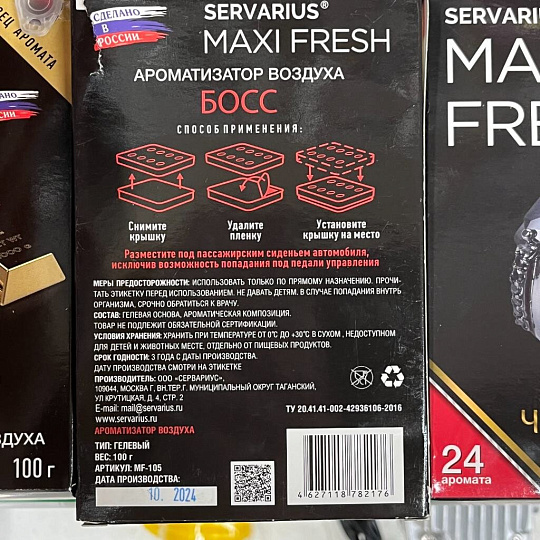 СДЕЛАНО
В
РОССИИ
SERVARIUS®
MAXI FRESH
АРОМАТИЗАТОР ВОЗДУХА
БОСС
СПОСОБ ПРИМЕНЕНИЯ:
Снимите
крышку
Удалите
пленку
Установите
крышку на место
Разместите под пассажирским сиденьем автомобиля,
исключив возможность попадания под педали управления
МЕРЫ ПРЕДОСТОРОЖНОСТИ: ИСПОЛЬЗОВАТЬ ТОЛЬКО ПО ПРЯМОМУ НАЗНАЧЕНИЮ. ПРОЧИ-
ТАТЬ ЭТИКЕТКУ ПЕРЕД ИСПОЛЬЗОВАНИЕМ. НЕ ДАВАТЬ ДЕТЯМ. В СЛУЧАЕ ПОПАДАНИЯ ВНУТРЬ
ОРГАНИЗМА, СРОЧНО ОБРАТИТЬСЯ К ВРАЧУ.
СОСТАВ: ГЕЛЕВАЯ ОСНОВА, АРОМАТИЧЕСКАЯ КОМПОЗИЦИЯ.
ТОВАР НЕ ПОДЛЕЖИТ ОБЯЗАТЕЛЬНОЙ СЕРТИФИКАЦИИ.
УСЛОВИЯ ХРАНЕНИЯ: ХРАНИТЬ ПРИ ТЕМПЕРАТУРЕ ОТ 0°С ДО +30°С В СУХОМ , НЕДОСТУПНОМ
ДЛЯ ДЕТЕЙ И ЖИВОТНЫХ МЕСТЕ, ОТДЕЛЬНО ОТ ПИЩЕВЫХ ПРОДУКТОВ.
СРОК ГОДНОСТИ: 3 ГОДА С ДАТЫ ПРОИЗВОДСТВА.
ДАТУ ПРОИЗВОДСТВА СМОТРИ НА ЭТИКЕТКЕ
ПРОИЗВОДИТЕЛЬ: ООО "СЕРВАРИУС",
109044, МОСКВА Г, ВН.ТЕР.Г. МУНИЦИПАЛЬНЫЙ ОКРУГ ТАГАНСКИЙ,
УЛ КРУТИЦКАЯ, Д. 4, СТР. 2
E-mail: mail@servarius.ru
www.servarius.ru
ТУ 20.41.41-002-42936106-2016
АРОМАТИЗАТОР ВОЗДУХА
ТИП: ГЕЛЕВЫЙ
ВЕС: 100 г
АРТИКУЛ: MF-105
ДАТА ПРОИЗВОДСТВА:
10. 2024
4627118782176
АРОМАТА
100 г
SERVARIUS
MA
FRE
Ч
24
аромата